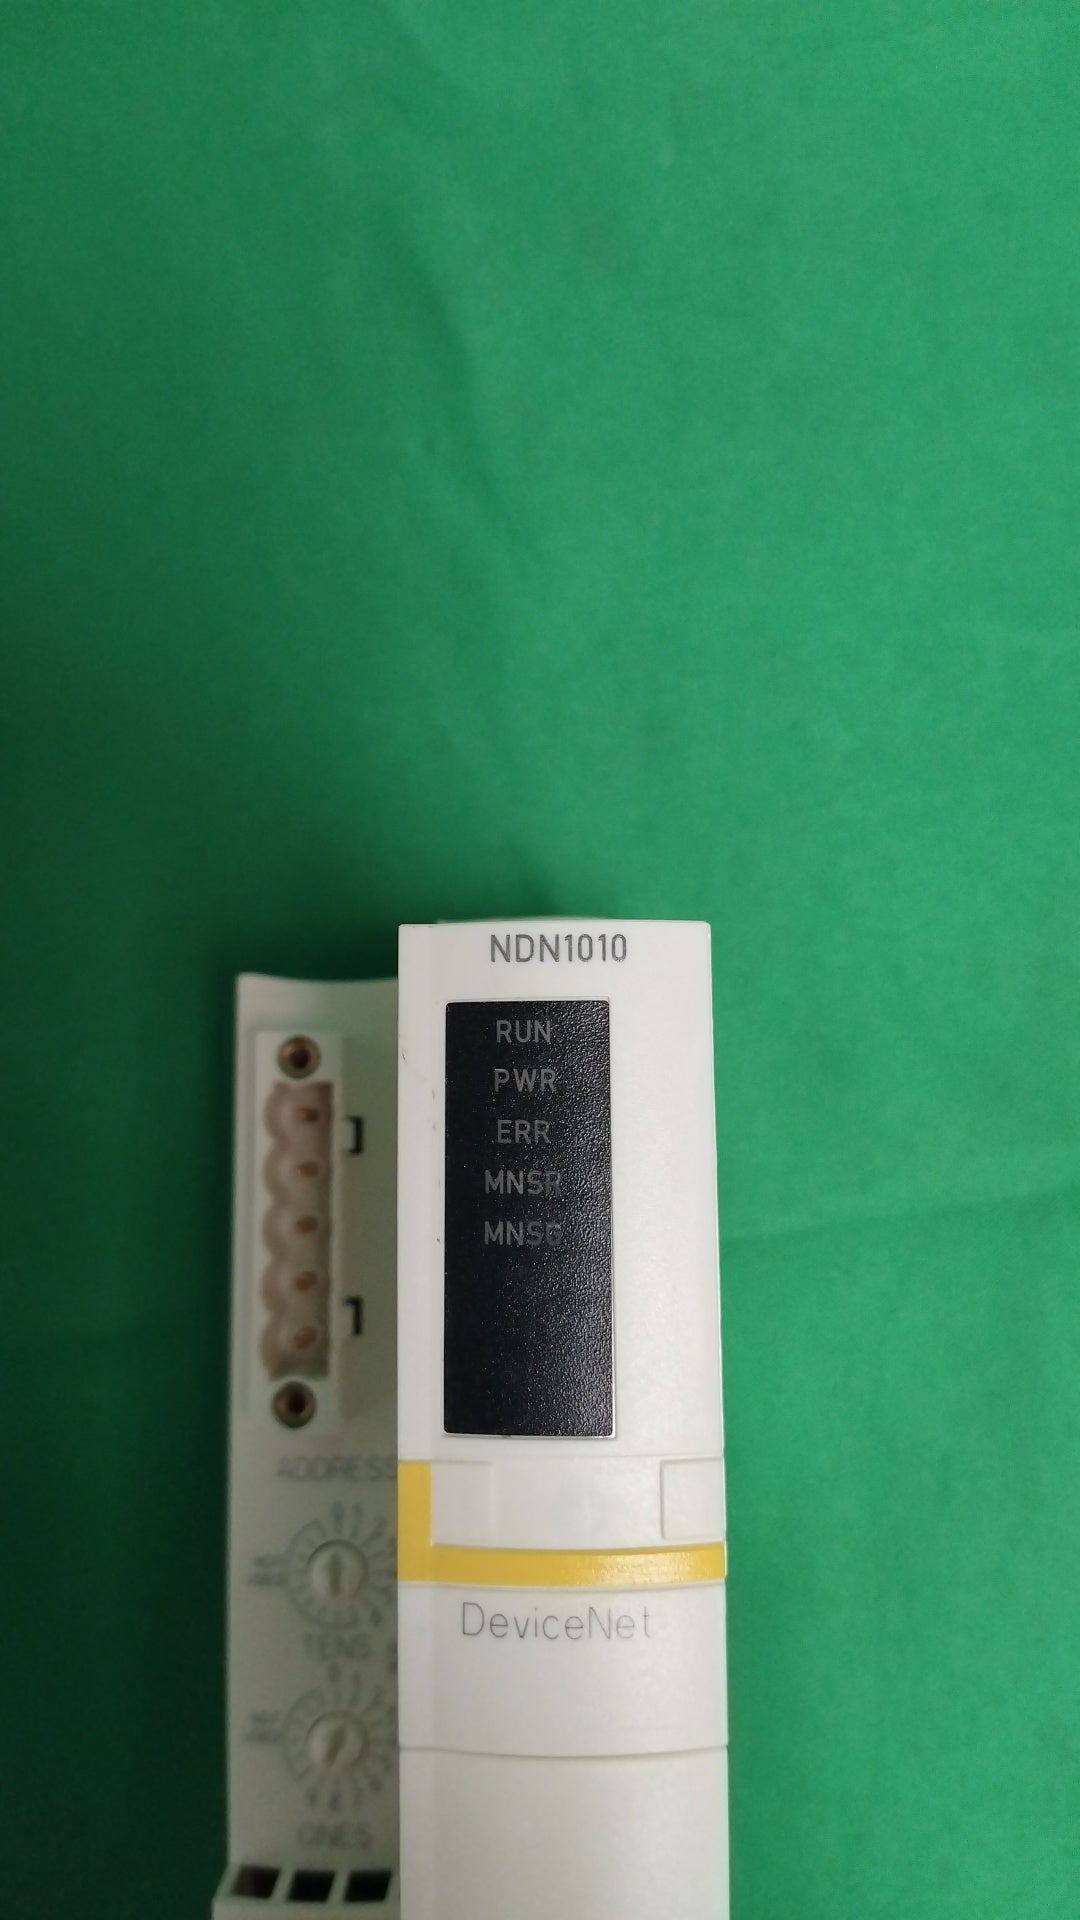 NDN1010
RUN
PWR
ERR
MNSR
MNSG
ADDRESS
TENS
DeviceNet
ONES